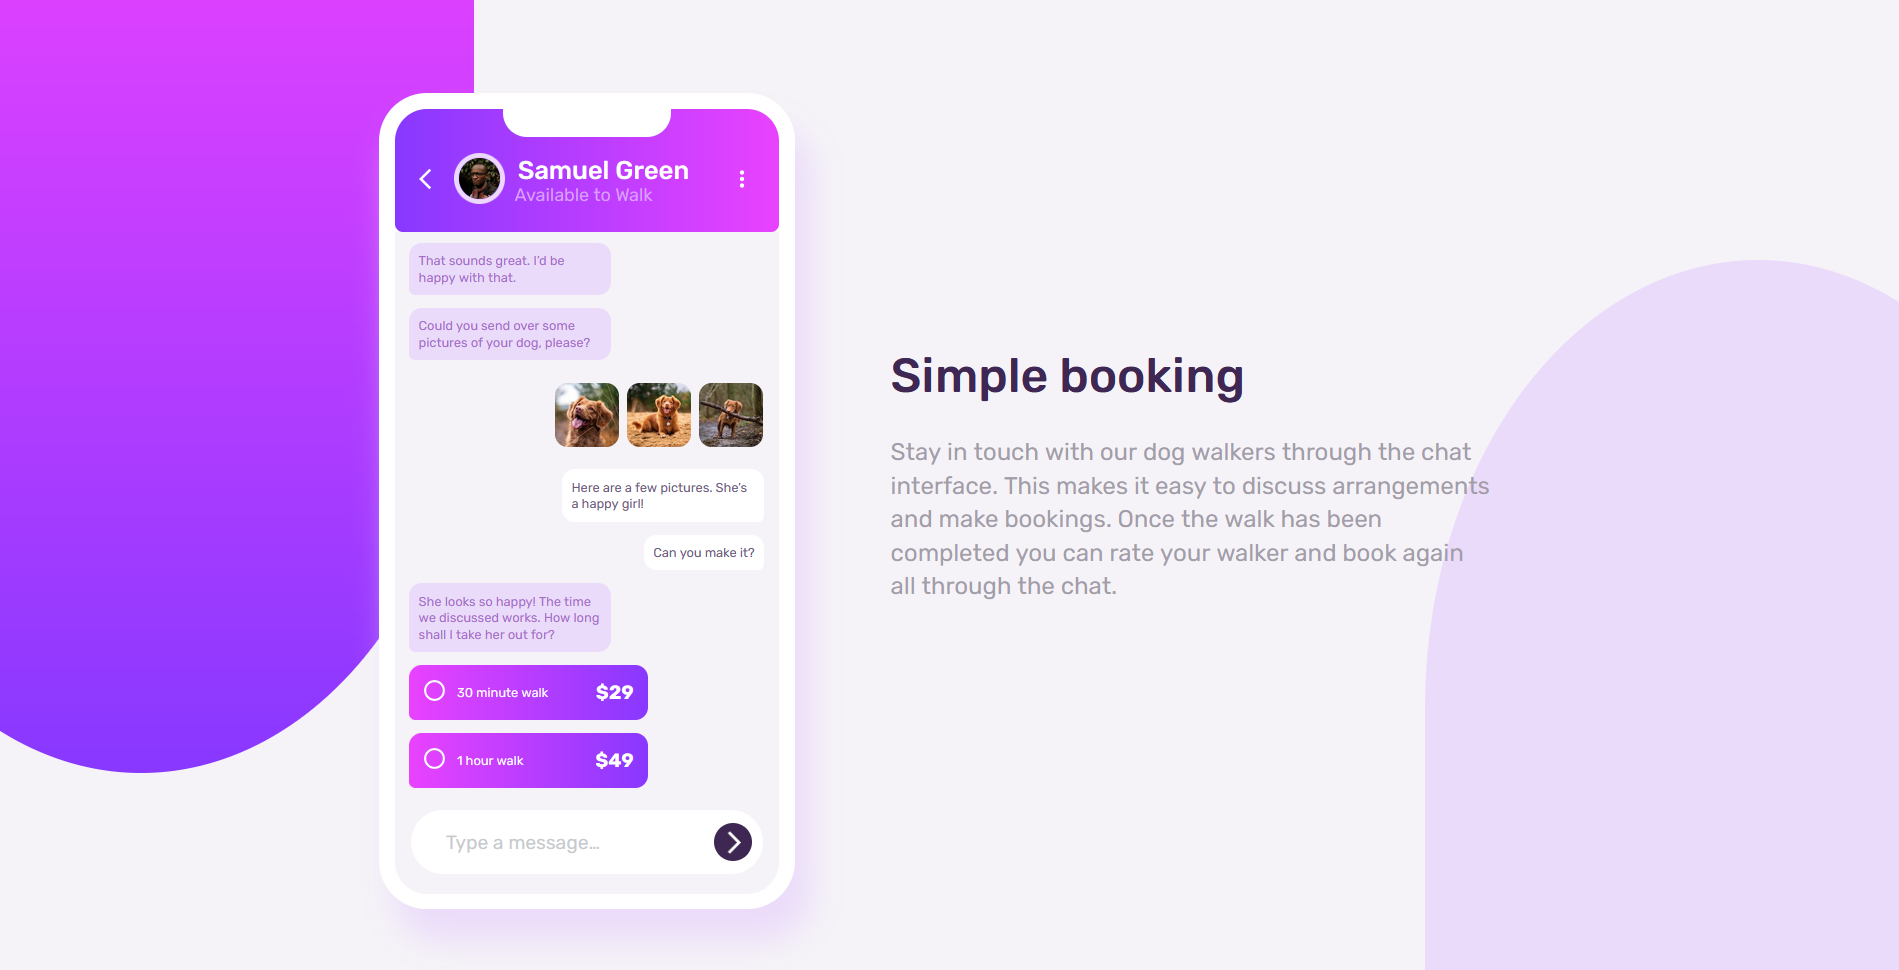 Samuel Green
Available to Walk
That sounds great. I’d be
happy with that.
Could you send over some
pictures of your dog, please?
Here are a few pictures. She’s
a happy girl!
Can you make it?
She looks so happy! The time
we discussed works. How long
shall I take her out for?
30 minute walk $29
1 hour walk $49
Type a message…
Simple booking
Stay in touch with our dog walkers through the chat
interface. This makes it easy to discuss arrangements
and make bookings. Once the walk has been
completed you can rate your walker and book again
all through the chat.